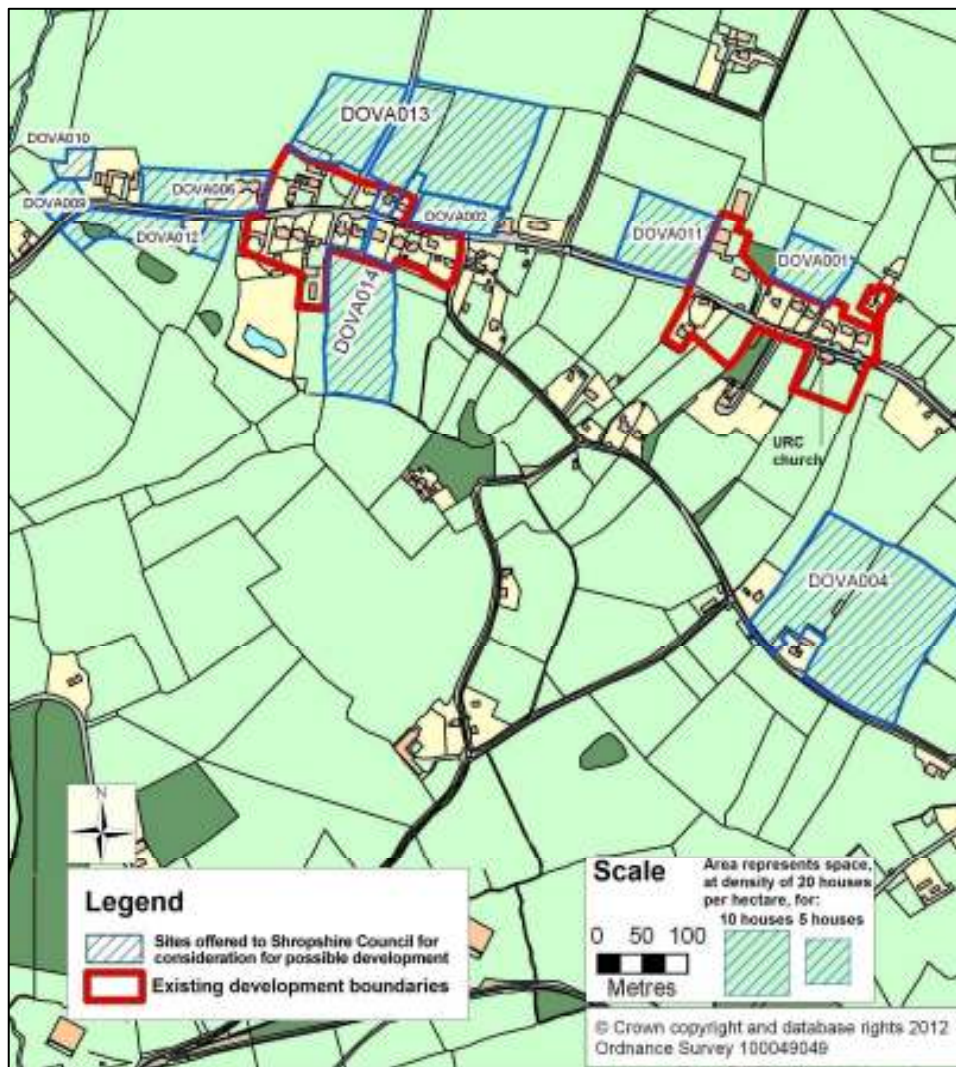 DOVA013
DOVA010
DOVA006
DOVA009
DOVA002
DOVA012
DOVA011
DOVA001
DOVA014
URC
church
DOVA004
N
Legend
Sites offered to Shropshire Council for
consideration for possible development
Existing development boundaries
Scale
Area represents space,
at density of 20 houses
per hectare, for:
10 houses 5 houses
0 50 100
Metres
© Crown copyright and database rights 2012
Ordnance Survey 100049049